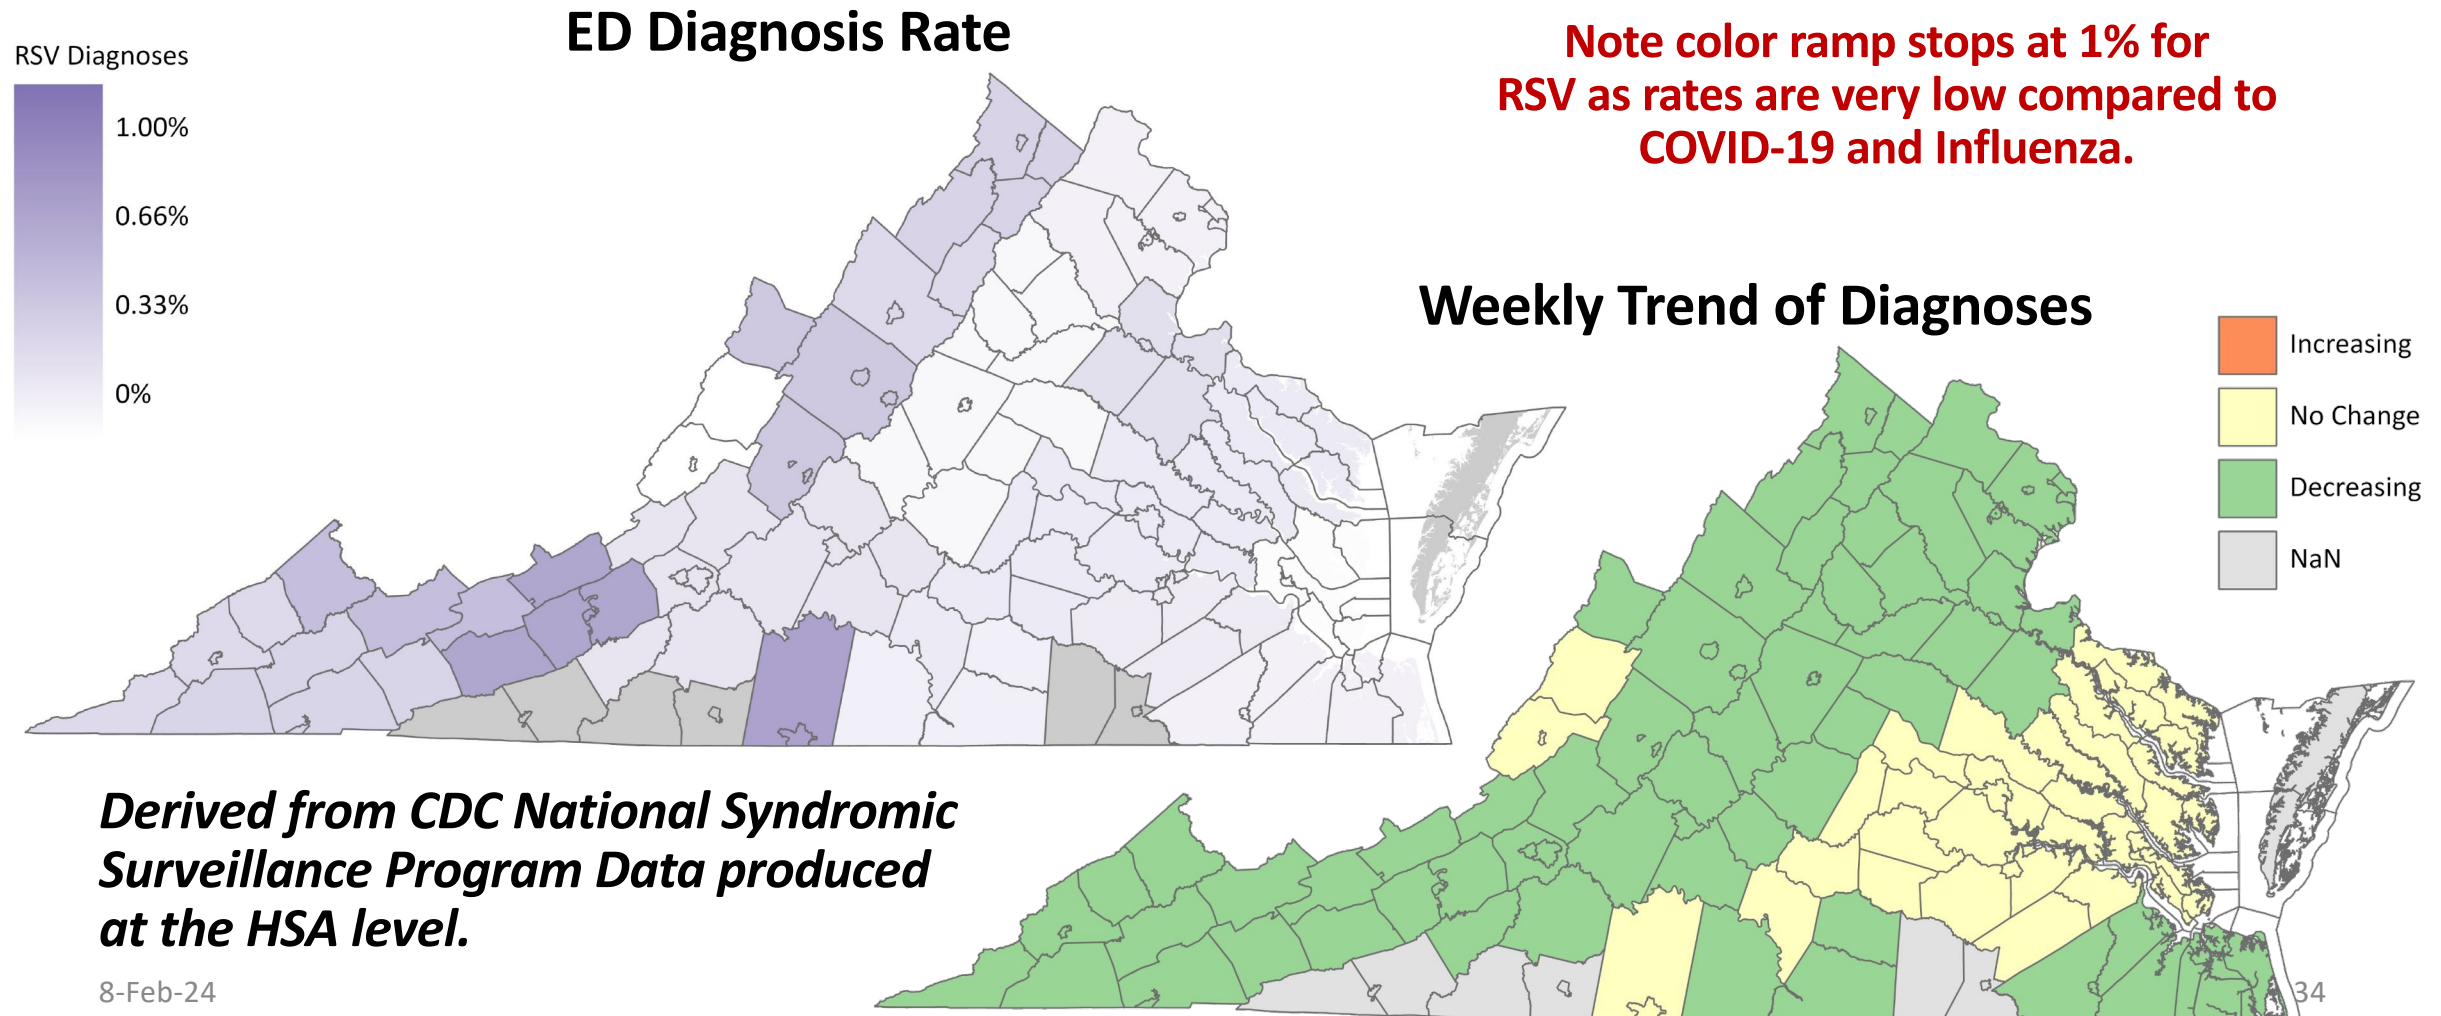 ED Diagnosis Rate
RSV Diagnoses
1.00%
0.66%
0.33%
0%
Note color ramp stops at 1% for
RSV as rates are very low compared to
COVID-19 and Influenza.
Weekly Trend of Diagnoses
Increasing
No Change
Decreasing
NaN
Derived from CDC National Syndromic
Surveillance Program Data produced
at the HSA level.
8-Feb-24
34